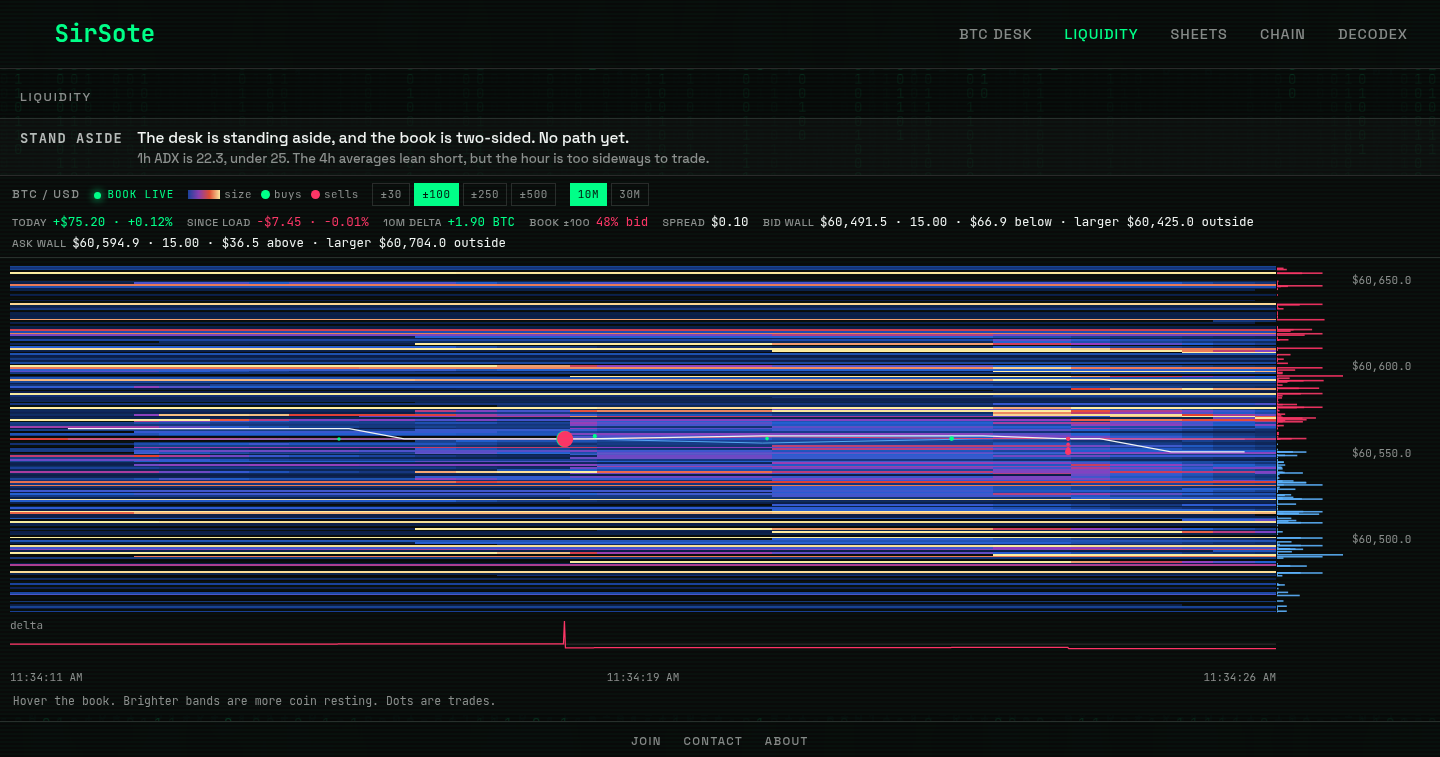 SirSote
BTC DESK LIQUIDITY SHEETS CHAIN DECODEX
LIQUIDITY
STAND ASIDE The desk is standing aside, and the book is two-sided. No path yet.
1h ADX is 22.3, under 25. The 4h averages lean short, but the hour is too sideways to trade.
BTC / USD BOOK LIVE size buys sells ±30 ±100 ±250 ±500 10M 30M
TODAY +$75.20 · +0.12% SINCE LOAD -$7.45 · -0.01% 10M DELTA +1.90 BTC BOOK ±100 48% bid SPREAD $0.10 BID WALL $60,491.5 · 15.00 · $66.9 below · larger $60,425.0 outside
ASK WALL $60,594.9 · 15.00 · $36.5 above · larger $60,704.0 outside
$60,650.0
$60,600.0
$60,550.0
$60,500.0
delta
11:34:11 AM 11:34:19 AM 11:34:26 AM
Hover the book. Brighter bands are more coin resting. Dots are trades.
JOIN CONTACT ABOUT